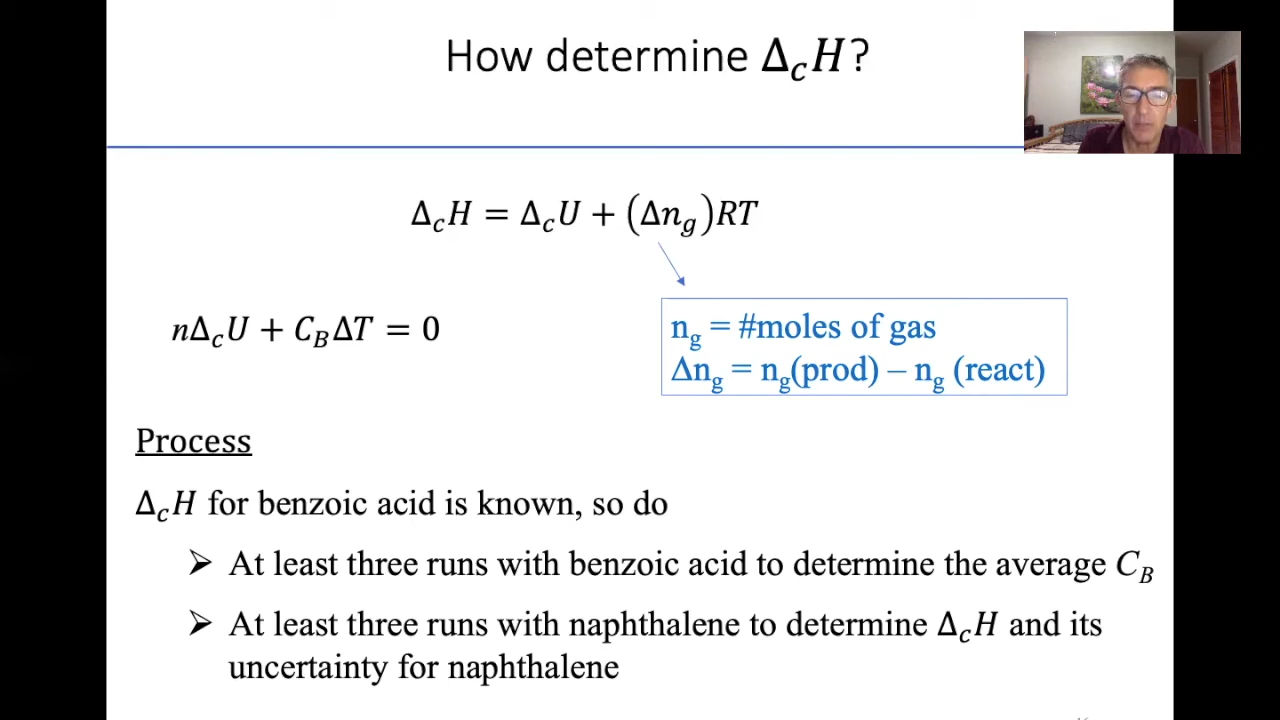 How determine Δ_cH?
Δ_cH = Δ_cU + (Δn_g)RT
nΔ_cU + C_BΔT = 0
n_g = #moles of gas
Δn_g = n_g(prod) – n_g (react)
Process
Δ_cH for benzoic acid is known, so do
➢ At least three runs with benzoic acid to determine the average C_B
➢ At least three runs with naphthalene to determine Δ_cH and its
uncertainty for naphthalene